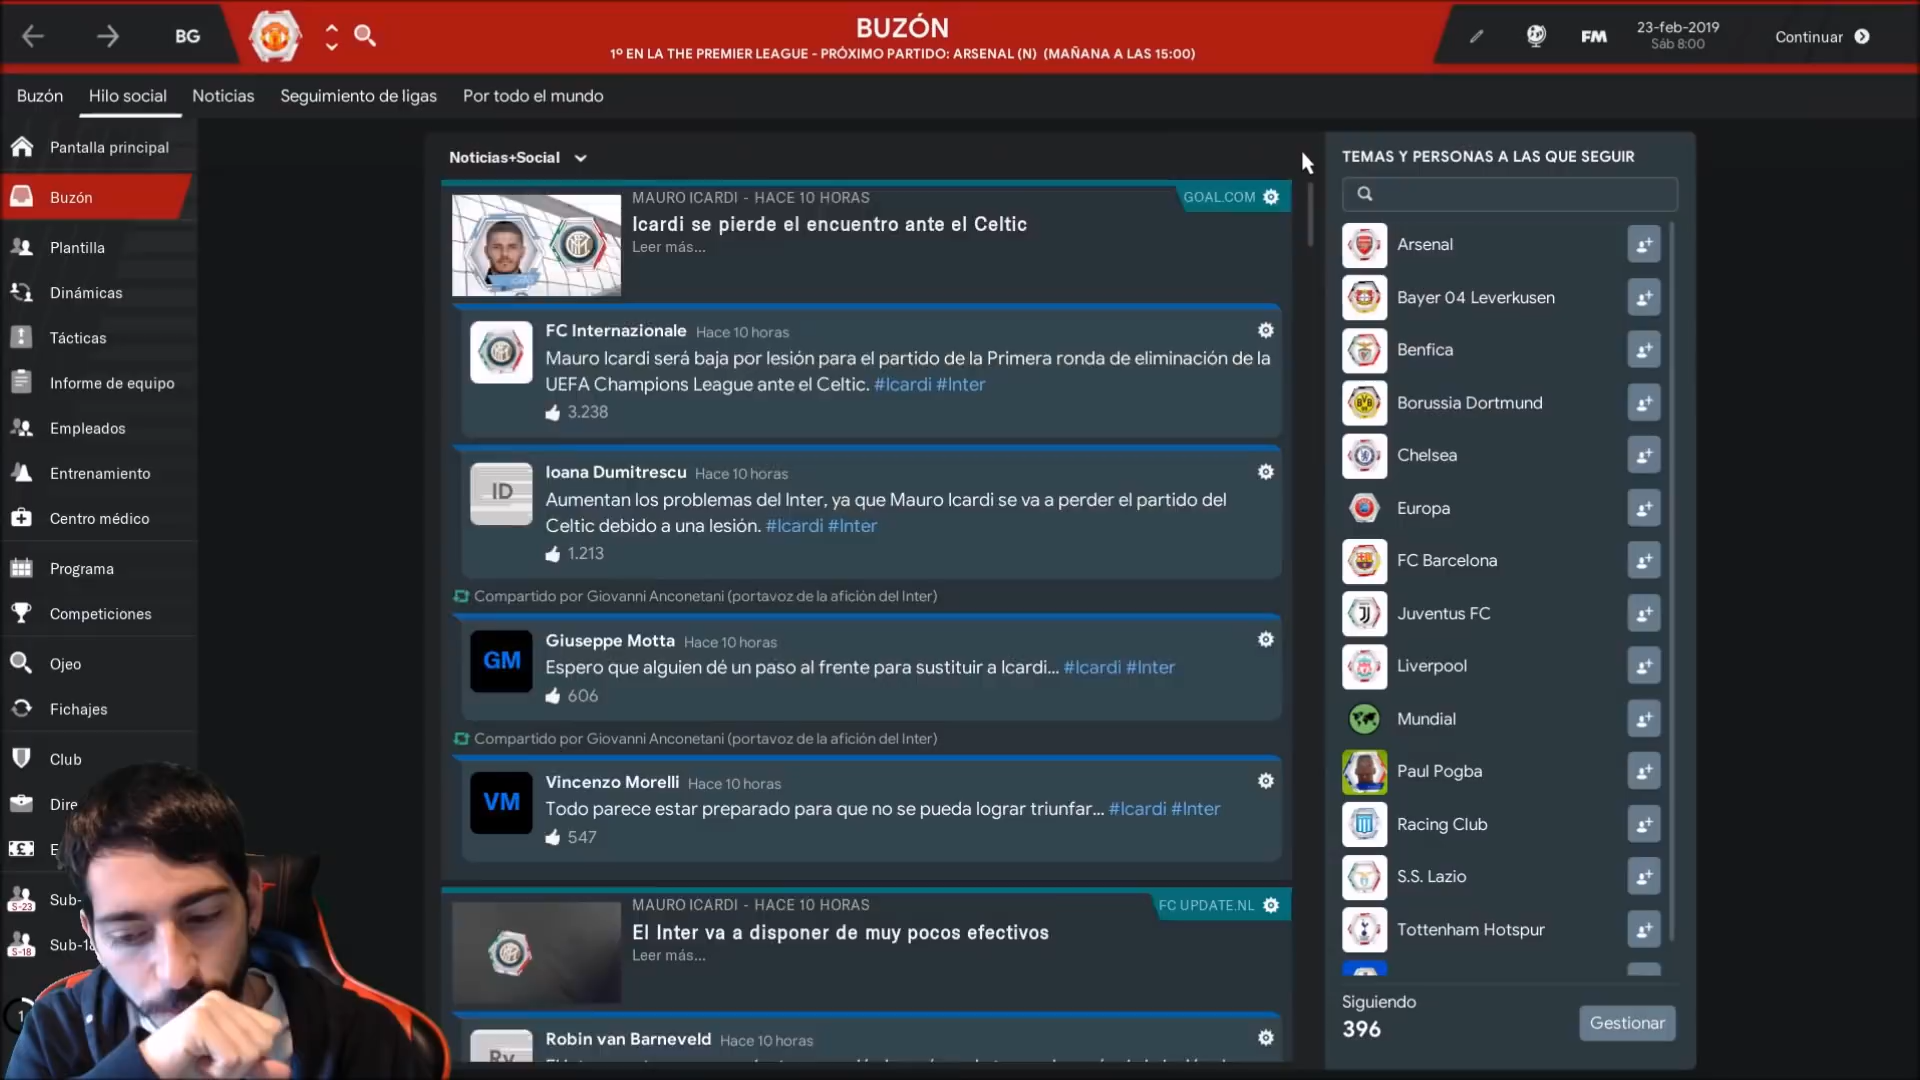 BG
BUZÓN
1º EN LA THE PREMIER LEAGUE - PRÓXIMO PARTIDO: ARSENAL (N) (MAÑANA A LAS 15:00)
FM
23-feb-2019
Sáb 8:00
Continuar
Buzón
Hilo social
Noticias
Seguimiento de ligas
Por todo el mundo
Pantalla principal
Buzón
Plantilla
Dinámicas
Tácticas
Informe de equipo
Empleados
Entrenamiento
Centro médico
Programa
Competiciones
Ojeo
Fichajes
Club
Dire
E
S-23
Sub-
S-18
Sub-18
1
Noticias+Social
MAURO ICARDI - HACE 10 HORAS
GOAL.COM
Icardi se pierde el encuentro ante el Celtic
Leer más...
FC Internazionale Hace 10 horas
Mauro Icardi será baja por lesión para el partido de la Primera ronda de eliminación de la
UEFA Champions League ante el Celtic. #Icardi #Inter
3.238
ID
Ioana Dumitrescu Hace 10 horas
Aumentan los problemas del Inter, ya que Mauro Icardi se va a perder el partido del
Celtic debido a una lesión. #Icardi #Inter
1.213
Compartido por Giovanni Anconetani (portavoz de la afición del Inter)
GM
Giuseppe Motta Hace 10 horas
Espero que alguien dé un paso al frente para sustituir a Icardi... #Icardi #Inter
606
Compartido por Giovanni Anconetani (portavoz de la afición del Inter)
VM
Vincenzo Morelli Hace 10 horas
Todo parece estar preparado para que no se pueda lograr triunfar... #Icardi #Inter
547
MAURO ICARDI - HACE 10 HORAS
FC UPDATE.NL
El Inter va a disponer de muy pocos efectivos
Leer más...
Robin van Barneveld Hace 10 horas
TEMAS Y PERSONAS A LAS QUE SEGUIR
Arsenal
Bayer 04 Leverkusen
Benfica
Borussia Dortmund
Chelsea
Europa
FC Barcelona
Juventus FC
Liverpool
Mundial
Paul Pogba
Racing Club
S.S. Lazio
Tottenham Hotspur
Siguiendo
396
Gestionar